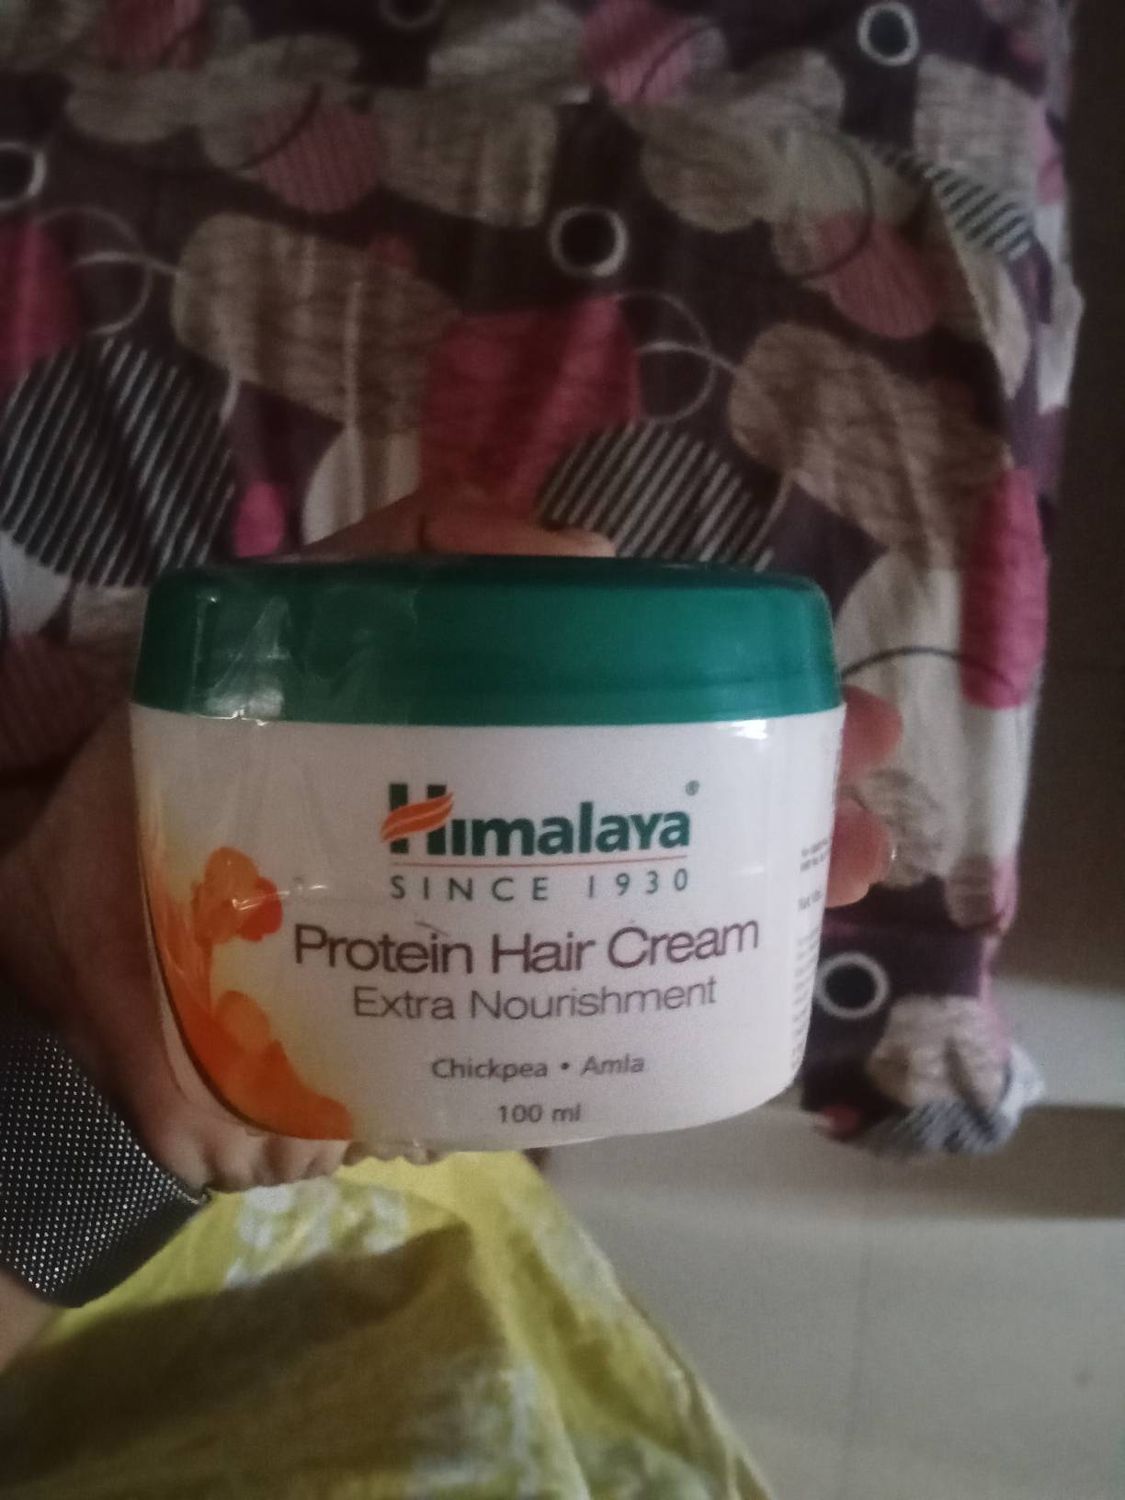 Himalaya®
SINCE 1930
Protein Hair Cream
Extra Nourishment
Chickpea • Amla
100 ml